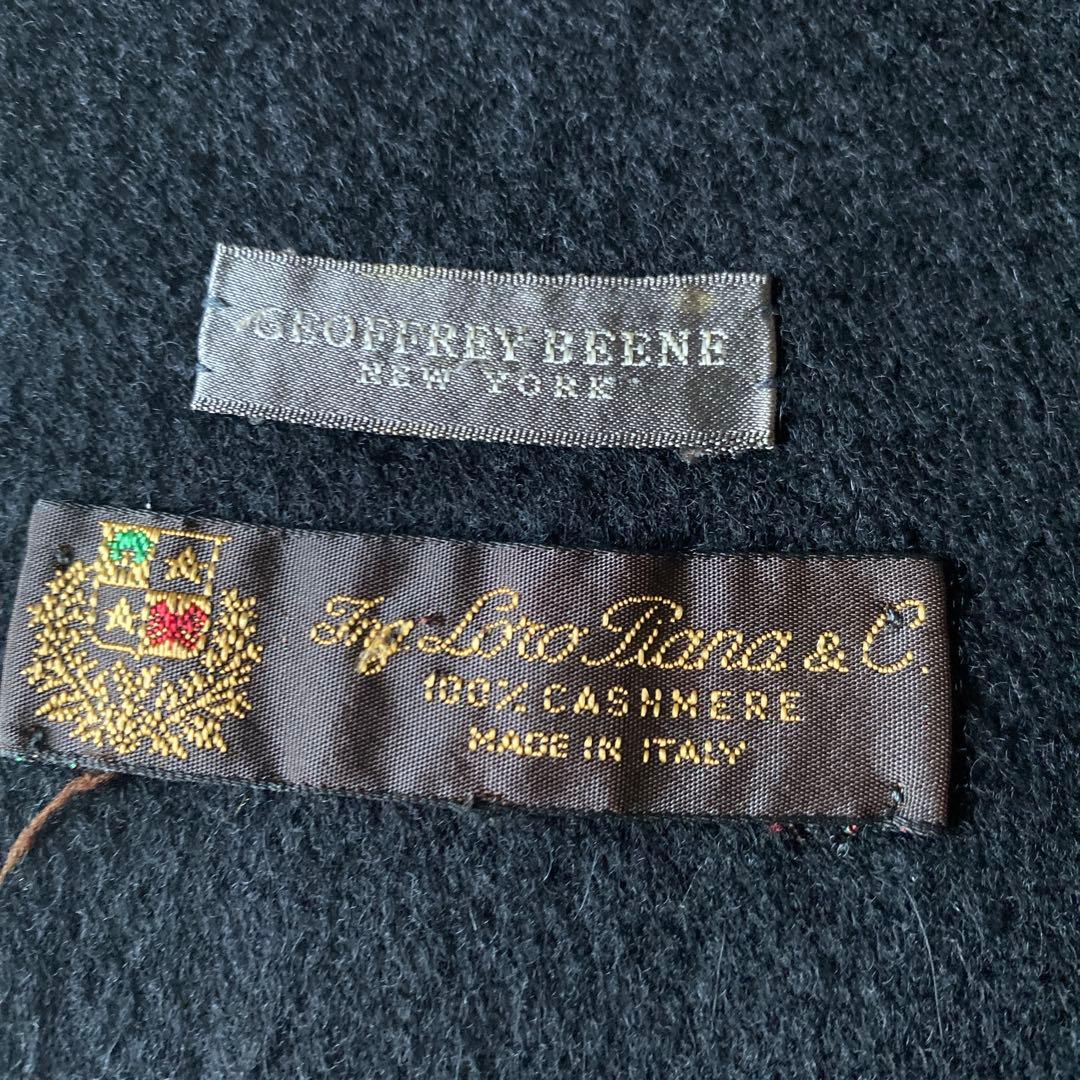 GEOFFREY BEENE
NEW YORK
Ing Loro Piana & C.
100% CASHMERE
MADE IN ITALY